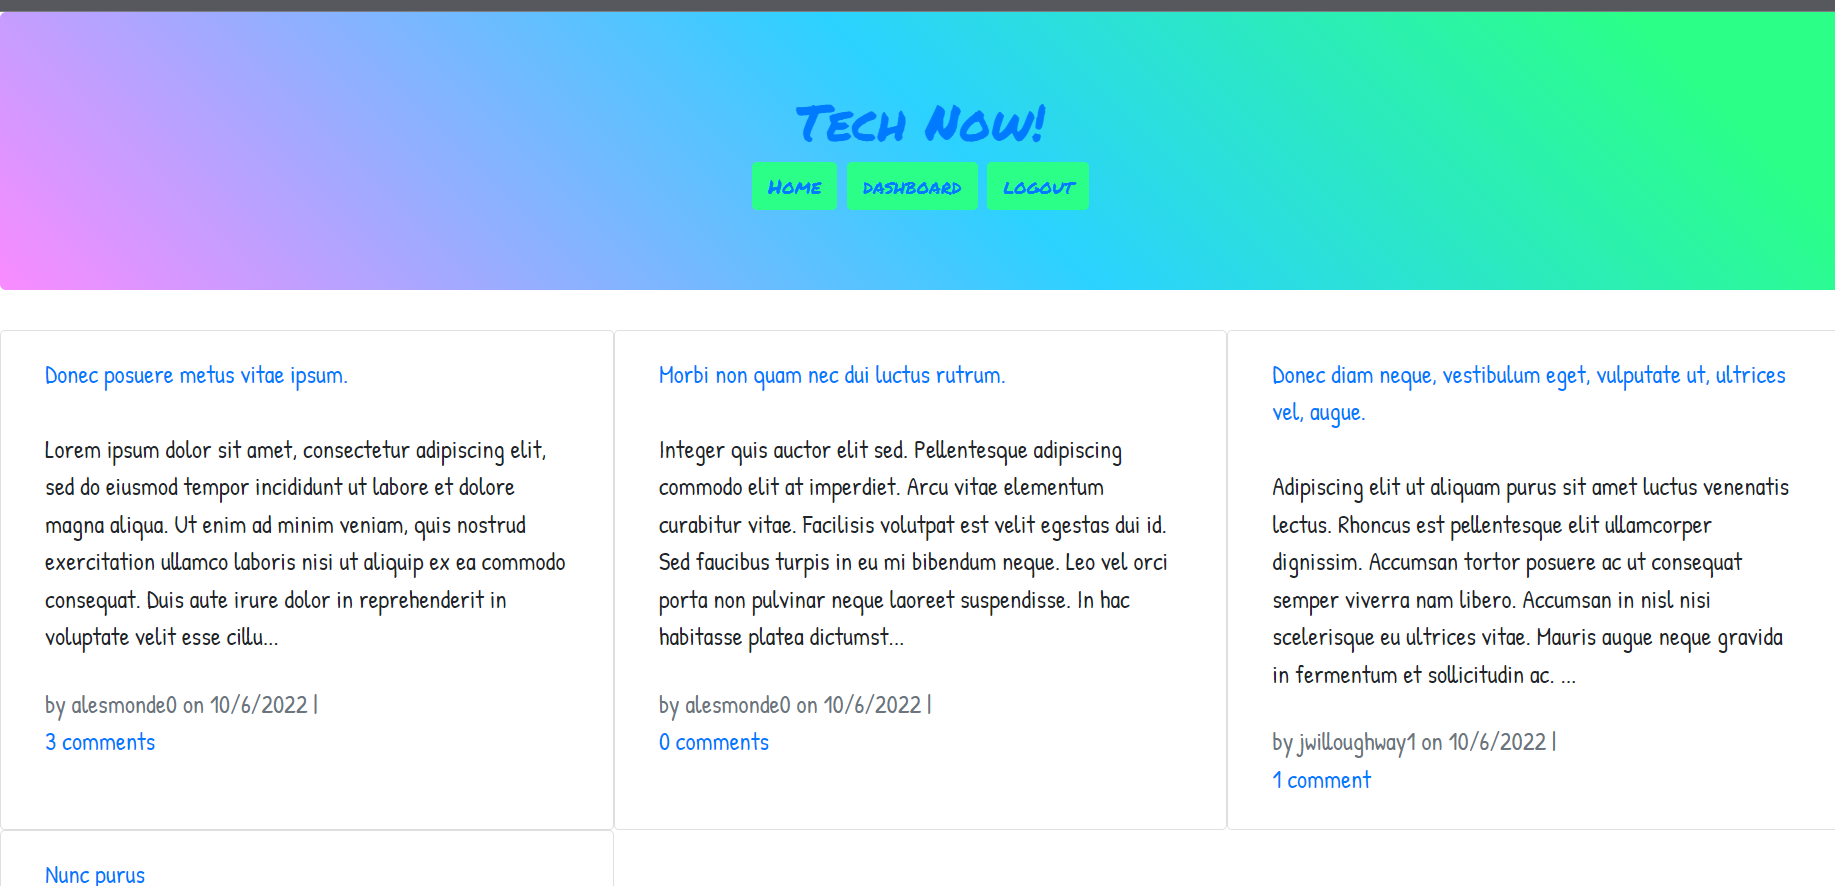 Tech Now!
Home dashboard logout
Donec posuere metus vitae ipsum.
Lorem ipsum dolor sit amet, consectetur adipiscing elit,
sed do eiusmod tempor incididunt ut labore et dolore
magna aliqua. Ut enim ad minim veniam, quis nostrud
exercitation ullamco laboris nisi ut aliquip ex ea commodo
consequat. Duis aute irure dolor in reprehenderit in
voluptate velit esse cillu...
by alesmonde0 on 10/6/2022 |
3 comments
Morbi non quam nec dui luctus rutrum.
Integer quis auctor elit sed. Pellentesque adipiscing
commodo elit at imperdiet. Arcu vitae elementum
curabitur vitae. Facilisis volutpat est velit egestas dui id.
Sed faucibus turpis in eu mi bibendum neque. Leo vel orci
porta non pulvinar neque laoreet suspendisse. In hac
habitasse platea dictumst...
by alesmonde0 on 10/6/2022 |
0 comments
Donec diam neque, vestibulum eget, vulputate ut, ultrices
vel, augue.
Adipiscing elit ut aliquam purus sit amet luctus venenatis
lectus. Rhoncus est pellentesque elit ullamcorper
dignissim. Accumsan tortor posuere ac ut consequat
semper viverra nam libero. Accumsan in nisl nisi
scelerisque eu ultrices vitae. Mauris augue neque gravida
in fermentum et sollicitudin ac. ...
by jwilloughway1 on 10/6/2022 |
1 comment
Nunc purus